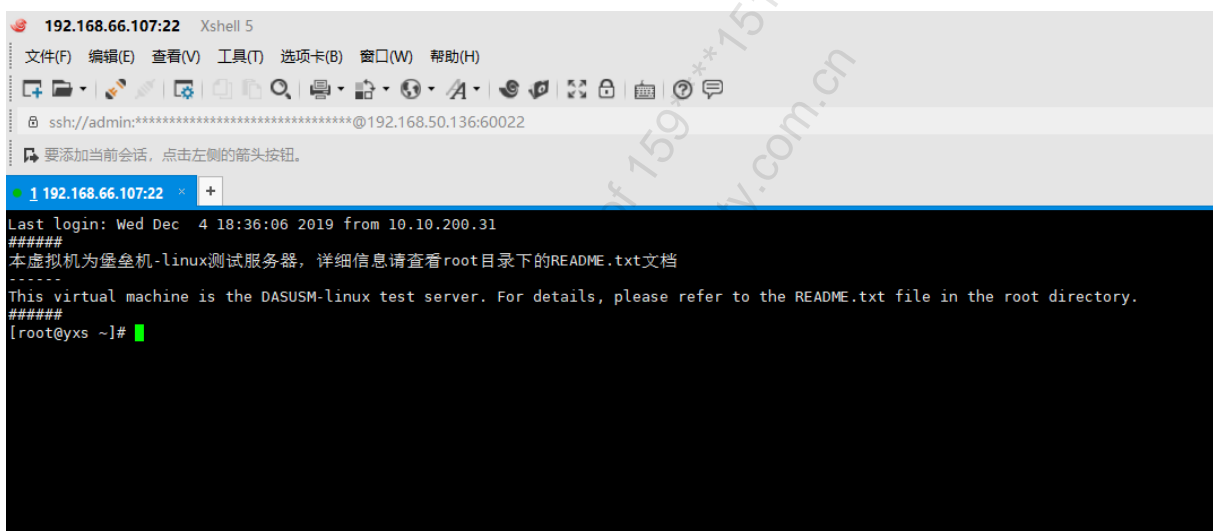 192.168.66.107:22 Xshell 5
文件(F) 编辑(E) 查看(V) 工具(T) 选项卡(B) 窗口(W) 帮助(H)
ssh://admin:********************************@192.168.50.136:60022
要添加当前会话，点击左侧的箭头按钮。
1 192.168.66.107:22 × +
Last login: Wed Dec  4 18:36:06 2019 from 10.10.200.31
######
本虚拟机为堡垒机-linux测试服务器，详细信息请查看root目录下的README.txt文档
------
This virtual machine is the DASUSM-linux test server. For details, please refer to the README.txt file in the root directory.
######
[root@yxs ~]#
of 159****151
.com.cn